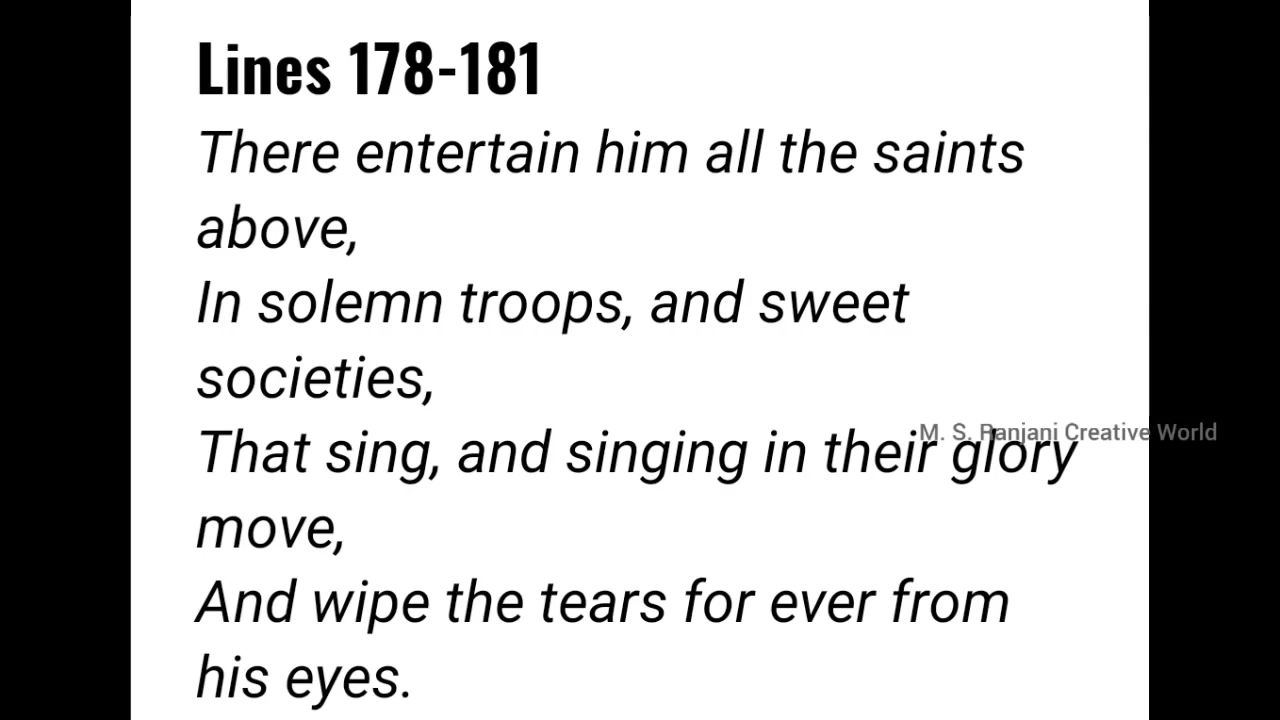 Lines 178-181
There entertain him all the saints
above,
In solemn troops, and sweet
societies,
M. S. Ranjani Creative World
That sing, and singing in their glory
move,
And wipe the tears for ever from
his eyes.